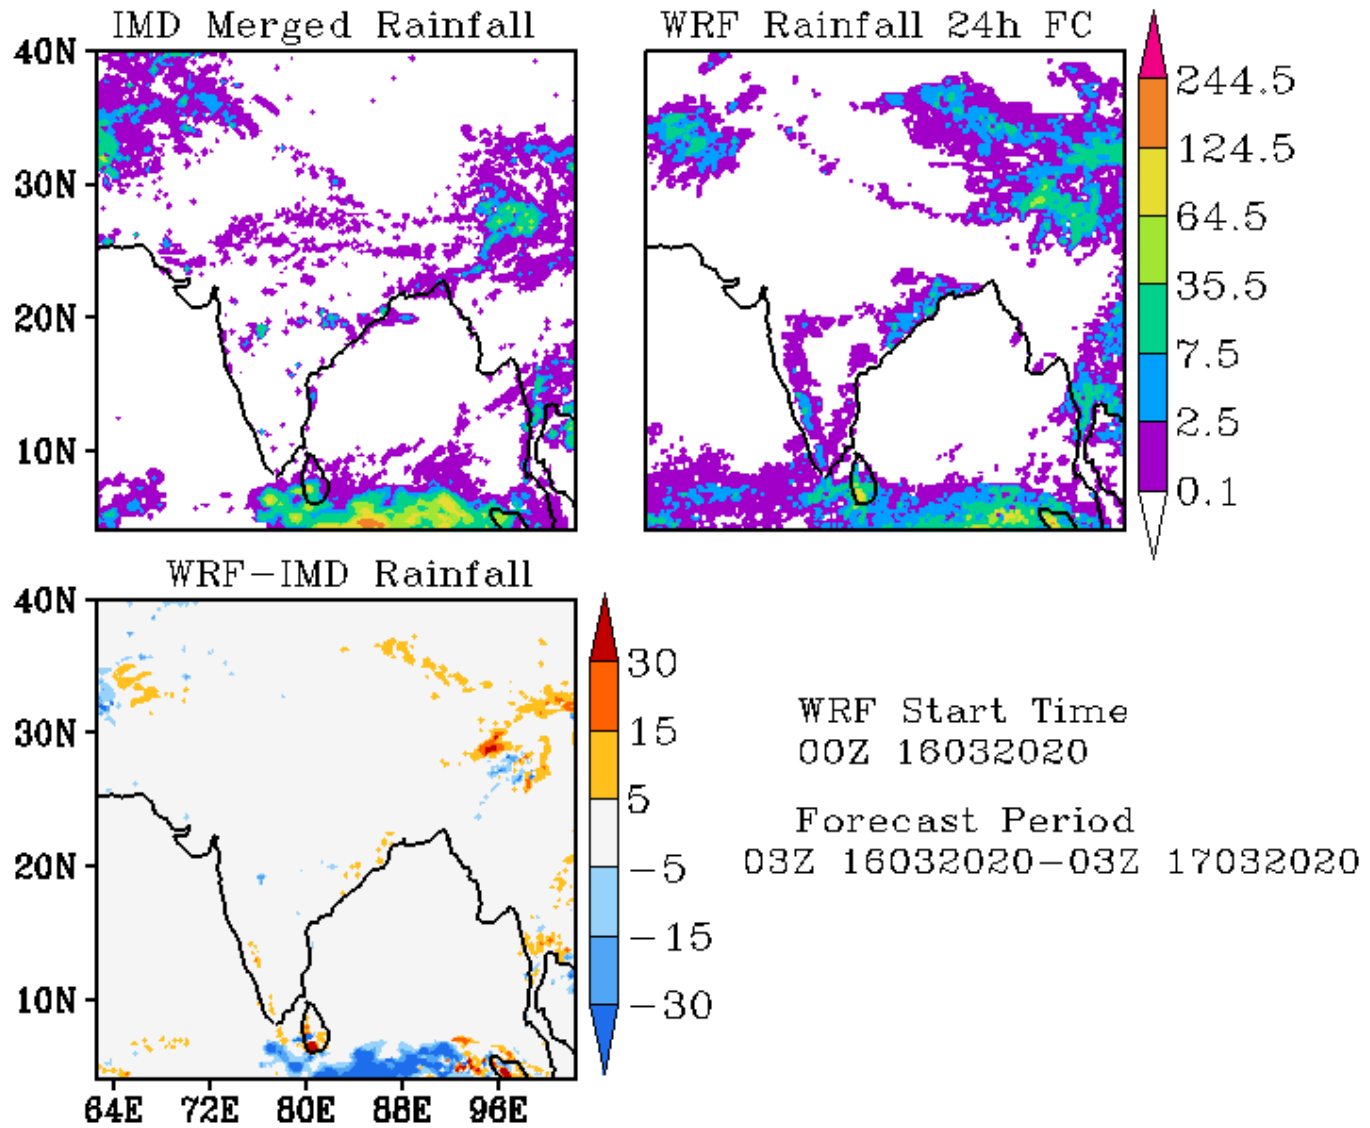 IMD Merged Rainfall
WRF Rainfall 24h FC
40N
30N
20N
10N
244.5
124.5
64.5
35.5
7.5
2.5
0.1
WRF-IMD Rainfall
40N
30N
20N
10N
64E 72E 80E 88E 96E
30
15
5
-5
-15
-30
WRF Start Time
00Z 16032020
Forecast Period
03Z 16032020-03Z 17032020